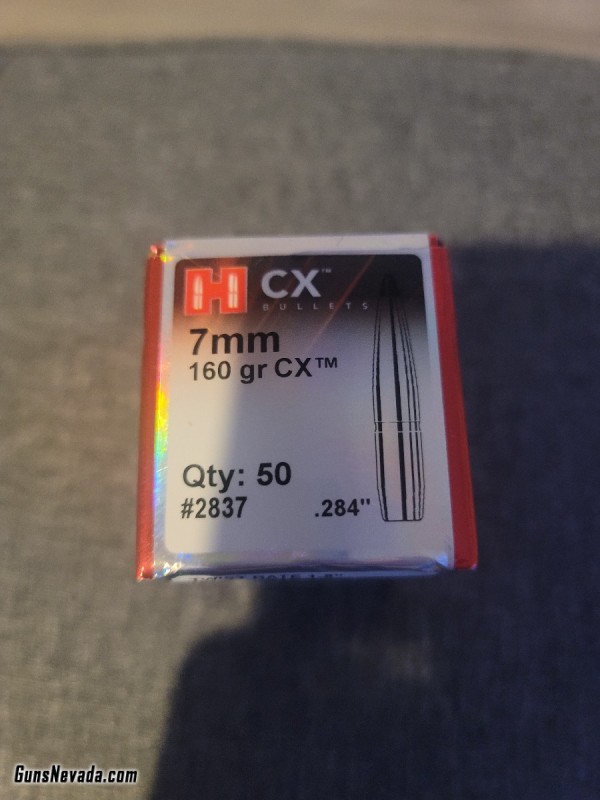 H CX™
BULLETS
7mm
160 gr CX™
Qty: 50
#2837 .284"
GunsNevada.com